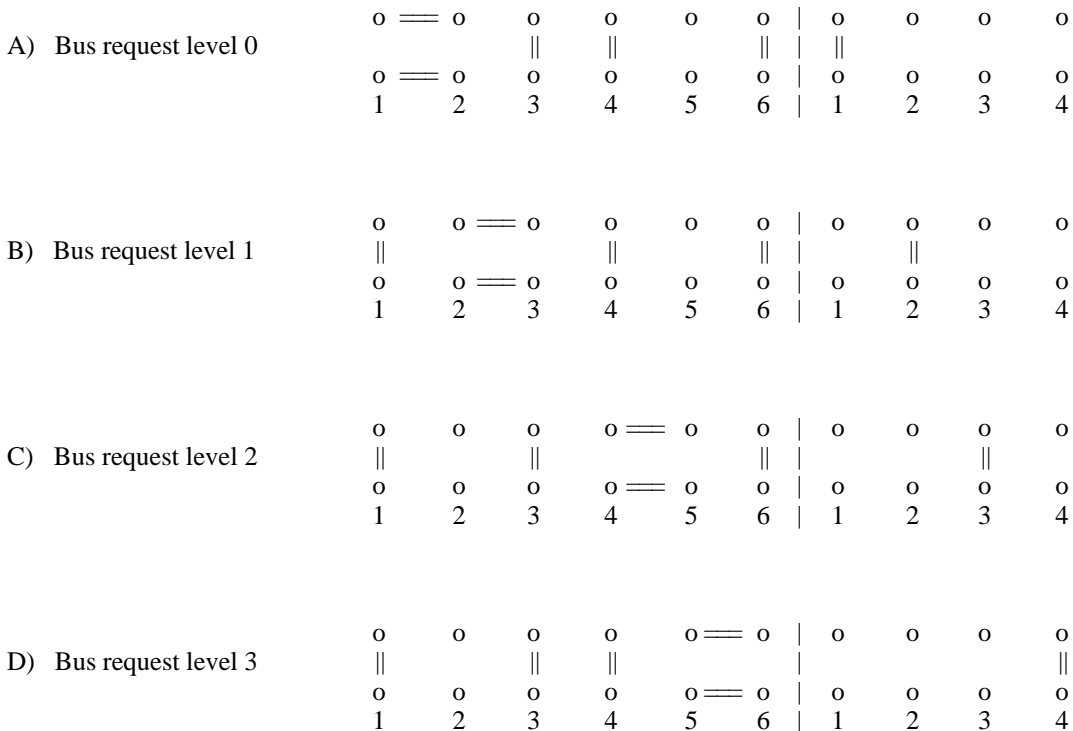 o === o o o o o | o o o o
A) Bus request level 0 || || || | ||
o === o o o o o | o o o o
1 2 3 4 5 6 | 1 2 3 4
o o === o o o o | o o o o
B) Bus request level 1 || || || | ||
o o === o o o o | o o o o
1 2 3 4 5 6 | 1 2 3 4
o o o o === o o | o o o o
C) Bus request level 2 || || || | ||
o o o o === o o | o o o o
1 2 3 4 5 6 | 1 2 3 4
o o o o o === o | o o o o
D) Bus request level 3 || || || | ||
o o o o o === o | o o o o
1 2 3 4 5 6 | 1 2 3 4